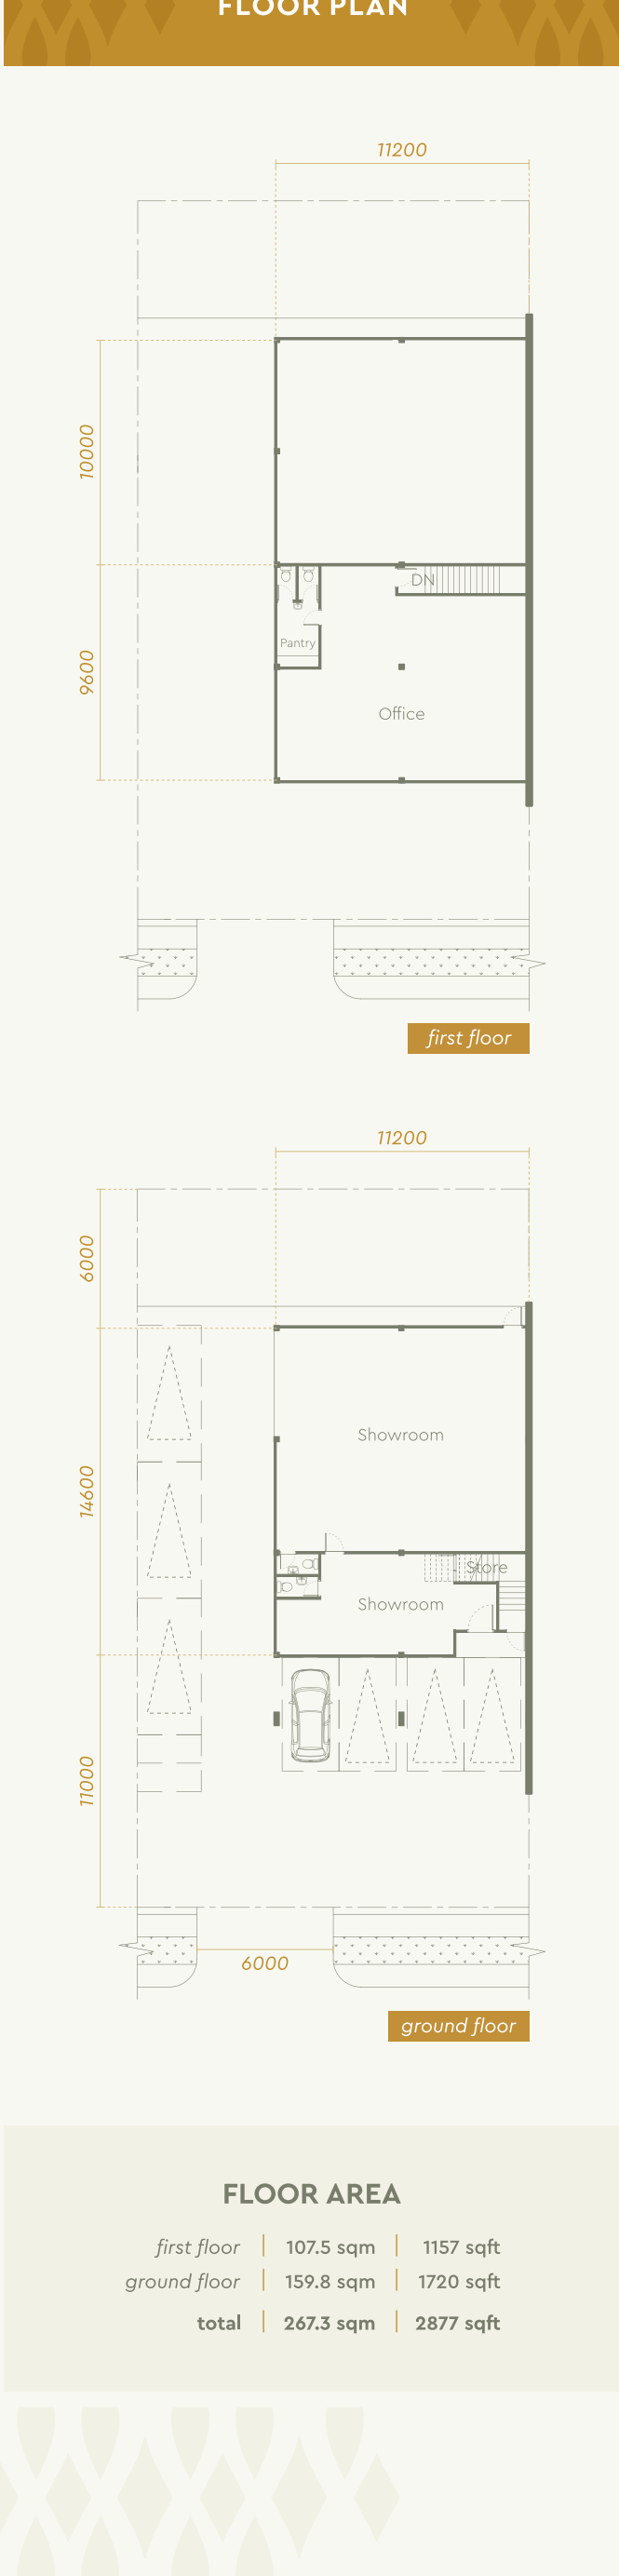 FLOOR PLAN
11200
10000
9600
DN
Pantry
Office
first floor
11200
6000
Showroom
14600
Store
Showroom
11000
6000
ground floor
FLOOR AREA
first floor | 107.5 sqm | 1157 sqft
ground floor | 159.8 sqm | 1720 sqft
total | 267.3 sqm | 2877 sqft